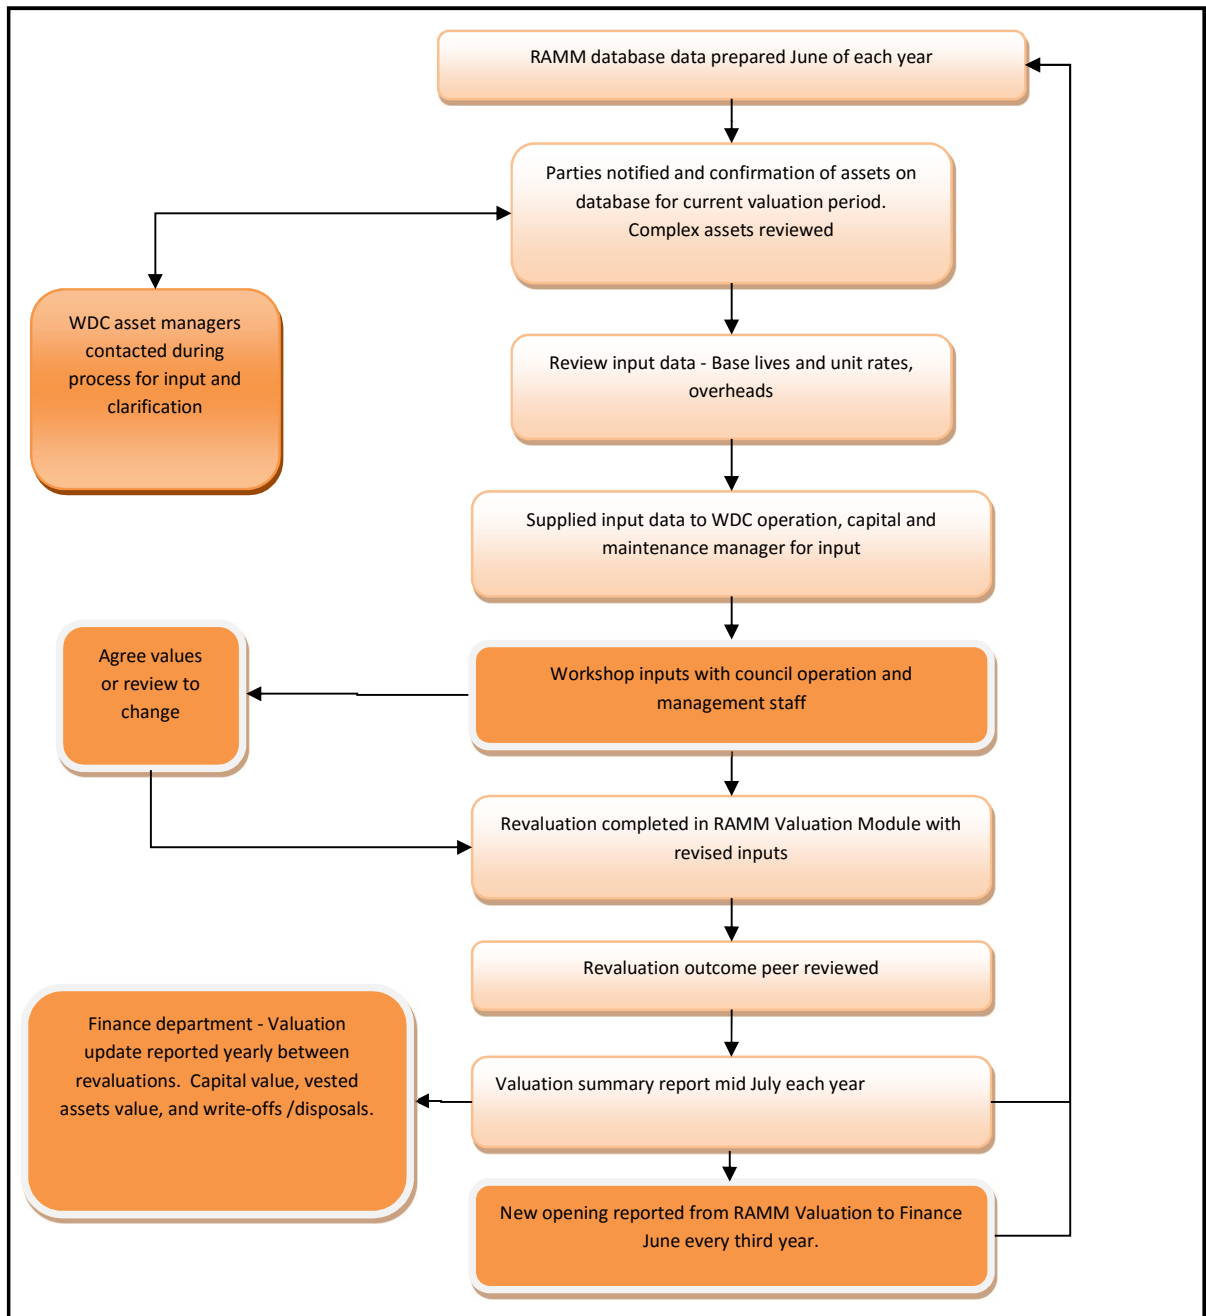 RAMM database data prepared June of each year
Parties notified and confirmation of assets on
database for current valuation period.
Complex assets reviewed
WDC asset managers
contacted during
process for input and
clarification
Review input data - Base lives and unit rates,
overheads
Supplied input data to WDC operation, capital and
maintenance manager for input
Agree values
or review to
change
Workshop inputs with council operation and
management staff
Revaluation completed in RAMM Valuation Module with
revised inputs
Revaluation outcome peer reviewed
Finance department - Valuation
update reported yearly between
revaluations.  Capital value, vested
assets value, and write-offs /disposals.
Valuation summary report mid July each year
New opening reported from RAMM Valuation to Finance
June every third year.